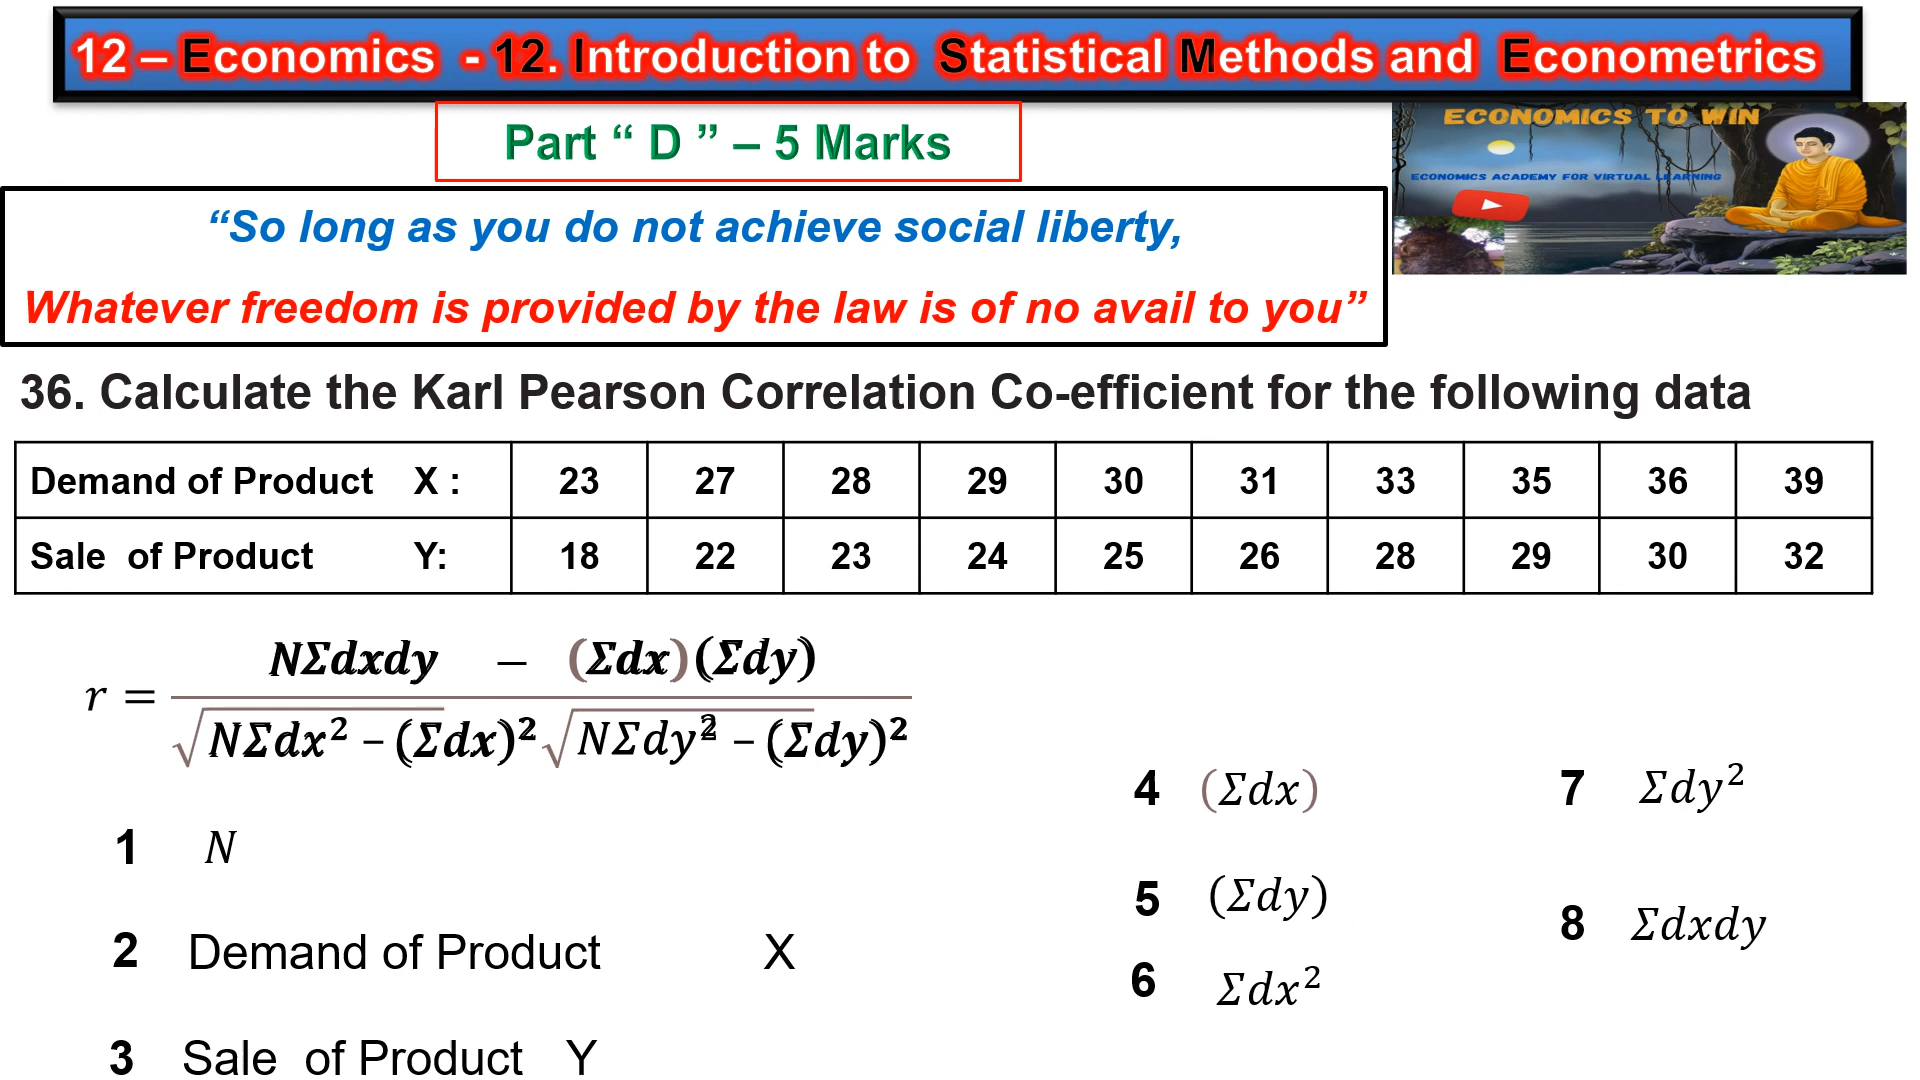 12 – Economics - 12. Introduction to Statistical Methods and Econometrics
Part “ D ” – 5 Marks
ECONOMICS TO WIN
ECONOMICS ACADEMY FOR VIRTUAL LEARNING
“So long as you do not achieve social liberty,
Whatever freedom is provided by the law is of no avail to you”
36. Calculate the Karl Pearson Correlation Co-efficient for the following data
Demand of Product X : 23 27 28 29 30 31 33 35 36 39
Sale of Product Y: 18 22 23 24 25 26 28 29 30 32
NΣdxdy – (Σdx)(Σdy)
r =
√NΣdx² – (Σdx)² √NΣdy² – (Σdy)²
1 N
2 Demand of Product X
3 Sale of Product Y
4 (Σdx)
5 (Σdy)
6 Σdx²
7 Σdy²
8 Σdxdy